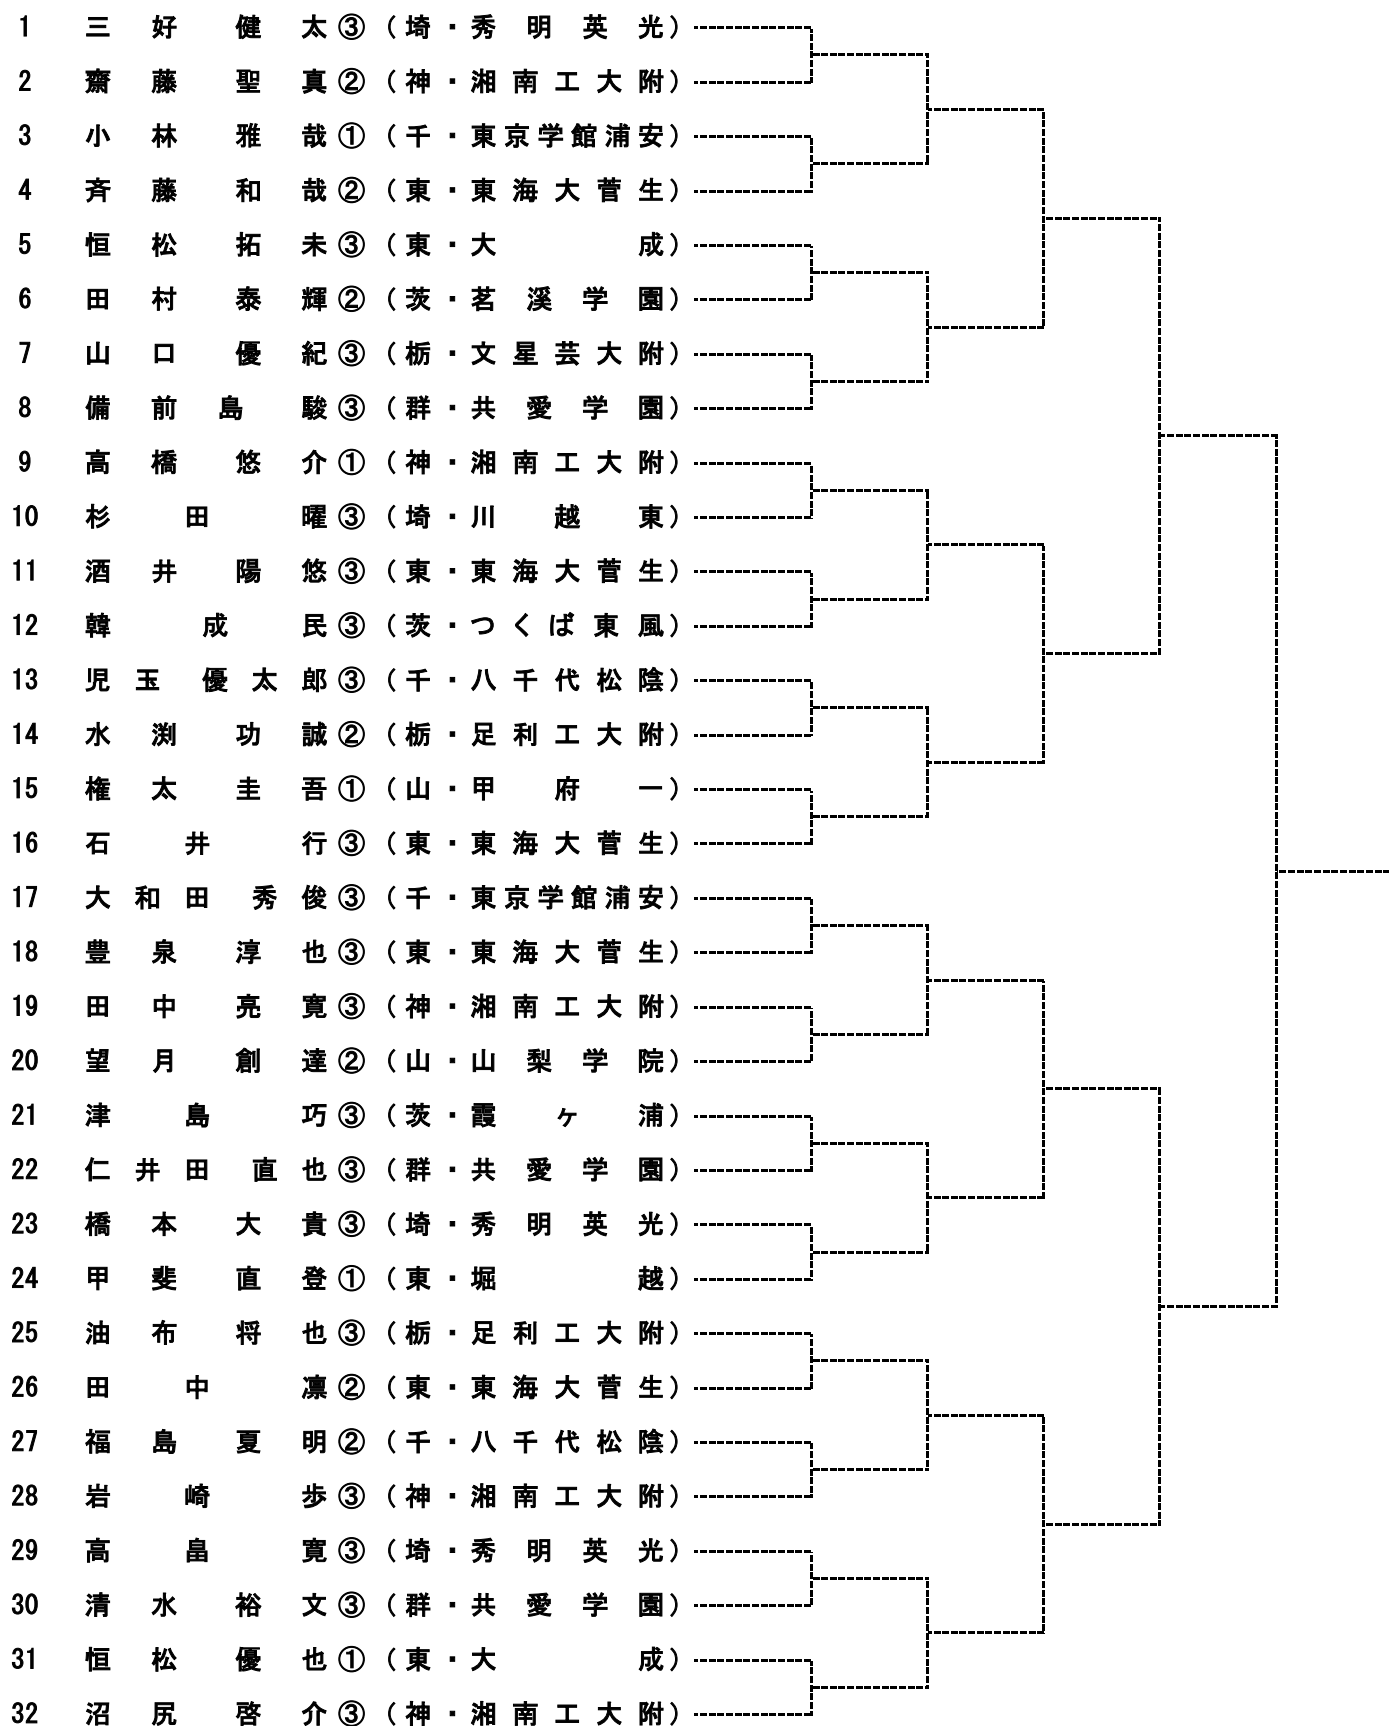 1 三好 健太③(埼・秀明英光)
2 齋藤 聖真②(神・湘南工大附)
3 小林 雅哉①(千・東京学館浦安)
4 斉藤 和哉②(東・東海大菅生)
5 恒松 拓未③(東・大成)
6 田村 泰輝②(茨・茗溪学園)
7 山口 優紀③(栃・文星芸大附)
8 備前島 駿③(群・共愛学園)
9 高橋 悠介①(神・湘南工大附)
10 杉田 曜③(埼・川越東)
11 酒井 陽悠③(東・東海大菅生)
12 韓 成民③(茨・つくば東風)
13 児玉 優太郎③(千・八千代松陰)
14 水渕 功誠②(栃・足利工大附)
15 権太 圭吾①(山・甲府一)
16 石井 行③(東・東海大菅生)
17 大和田 秀俊③(千・東京学館浦安)
18 豊泉 淳也③(東・東海大菅生)
19 田中 亮寛③(神・湘南工大附)
20 望月 創達②(山・山梨学院)
21 津島 巧③(茨・霞ヶ浦)
22 仁井田 直也③(群・共愛学園)
23 橋本 大貴③(埼・秀明英光)
24 甲斐 直登①(東・堀越)
25 油布 将也③(栃・足利工大附)
26 田中 凛②(東・東海大菅生)
27 福島 夏明②(千・八千代松陰)
28 岩崎 歩③(神・湘南工大附)
29 高畠 寛③(埼・秀明英光)
30 清水 裕文③(群・共愛学園)
31 恒松 優也①(東・大成)
32 沼尻 啓介③(神・湘南工大附)